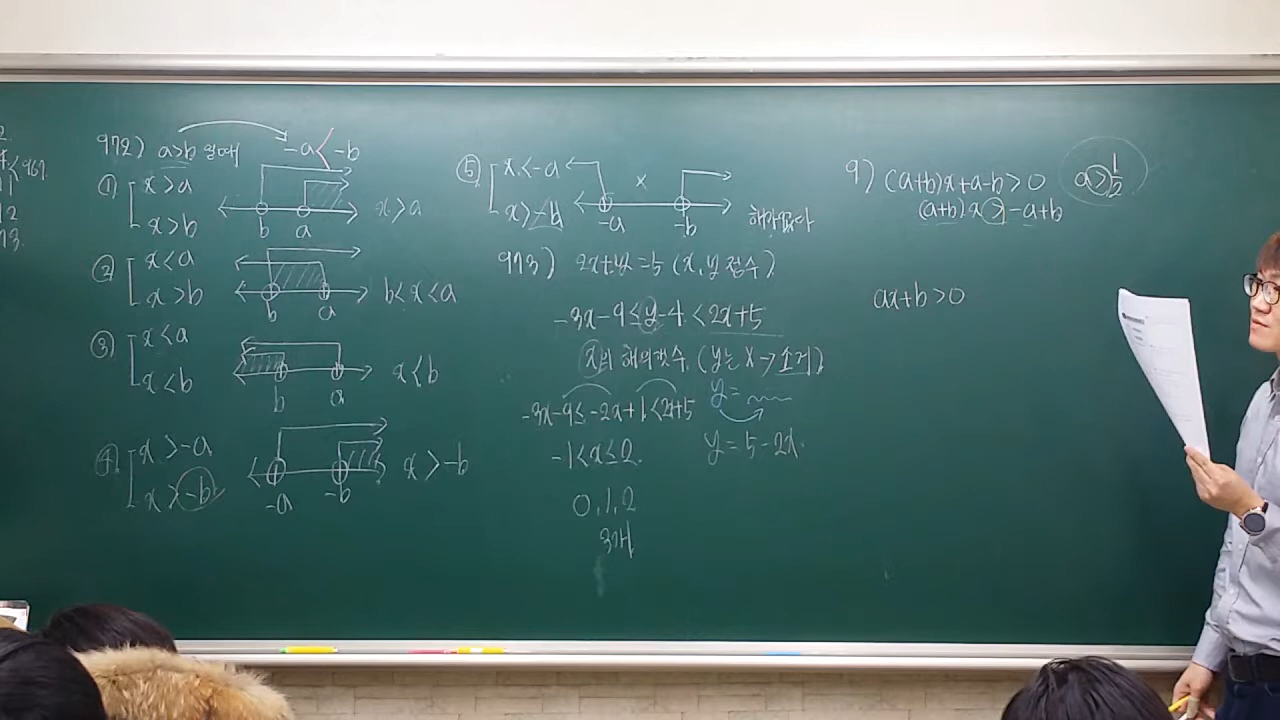 972) a>b 일때 -a < -b
① x>a
x>b
b a
x>a
② x<a
x>b
b a
b<x<a
③ x<a
x<b
b a
x<b
④ x>-a
x>-b
-a -b
x>-b
⑤ x<-a
x>-b
x
-a -b
해가없다
973) 2x+y=5 (x, y 정수)
-3x-9≤y-4<2x+5
x의 해의갯수 (y는 x →
y=
-3x-9≤-2x+1<2x+5
y=5-2x
-1<x≤2
0, 1, 2
3개
9) (a+b)x+a-b>0
a>1/2
(a+b)x>-a+b
ax+b>0